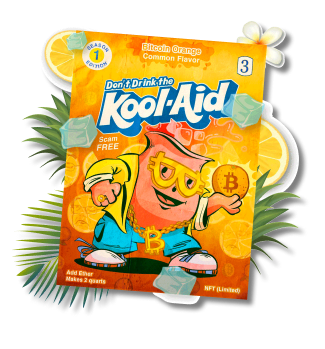 SEASON
1
EDITION
Bitcoin Orange
Common Flavor
3
Don't Drink the
Kool-Aid
Scam
FREE
Add Ether
Makes 2 quarts
NFT (Limited)